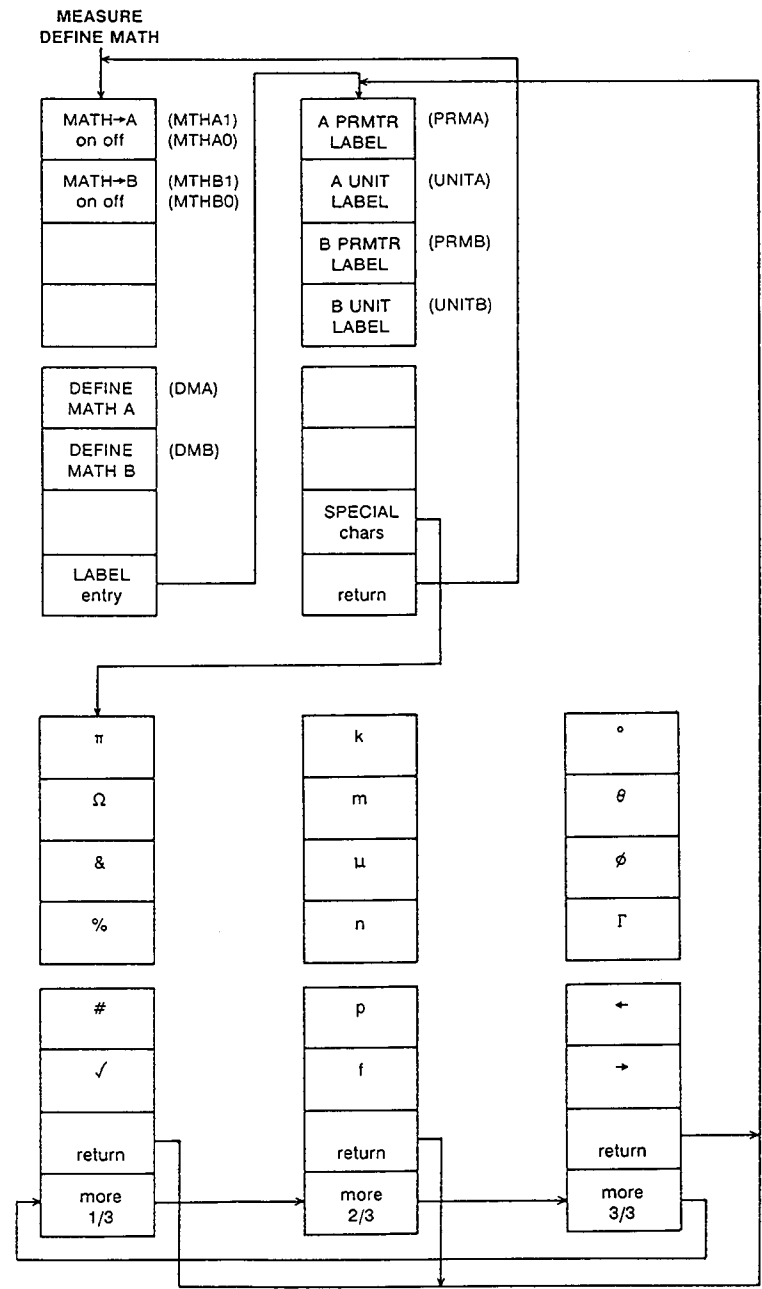 MEASURE
DEFINE MATH
MATH→A
on off
(MTHA1)
(MTHA0)
MATH→B
on off
(MTHB1)
(MTHB0)
DEFINE
MATH A
(DMA)
DEFINE
MATH B
(DMB)
LABEL
entry
A PRMTR
LABEL
(PRMA)
A UNIT
LABEL
(UNITA)
B PRMTR
LABEL
(PRMB)
B UNIT
LABEL
(UNITB)
SPECIAL
chars
return
π
Ω
&
%
#
√
return
more
1/3
k
m
μ
n
p
f
return
more
2/3
°
θ
ø
Γ
←
→
return
more
3/3